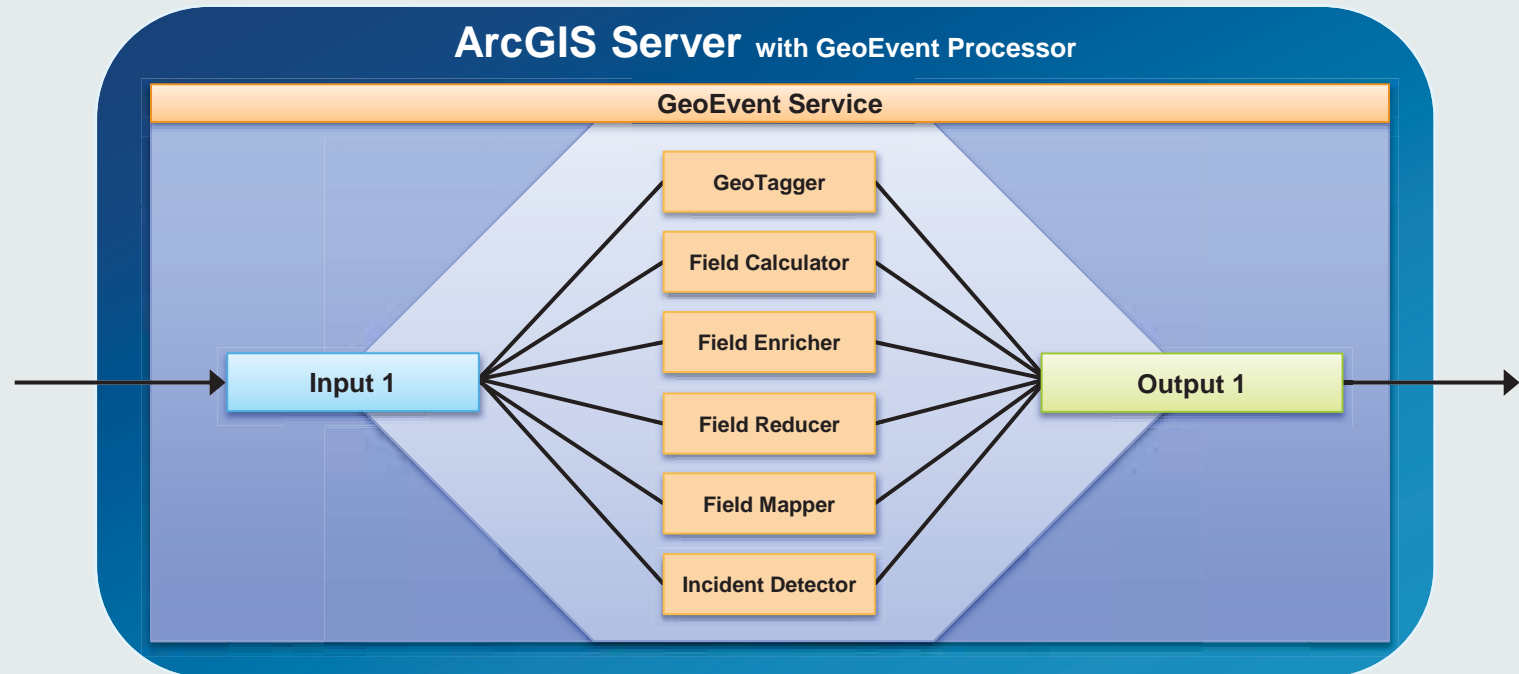 ArcGIS Server with GeoEvent Processor
GeoEvent Service
GeoTagger
Field Calculator
Field Enricher
Input 1
Output 1
Field Reducer
Field Mapper
Incident Detector